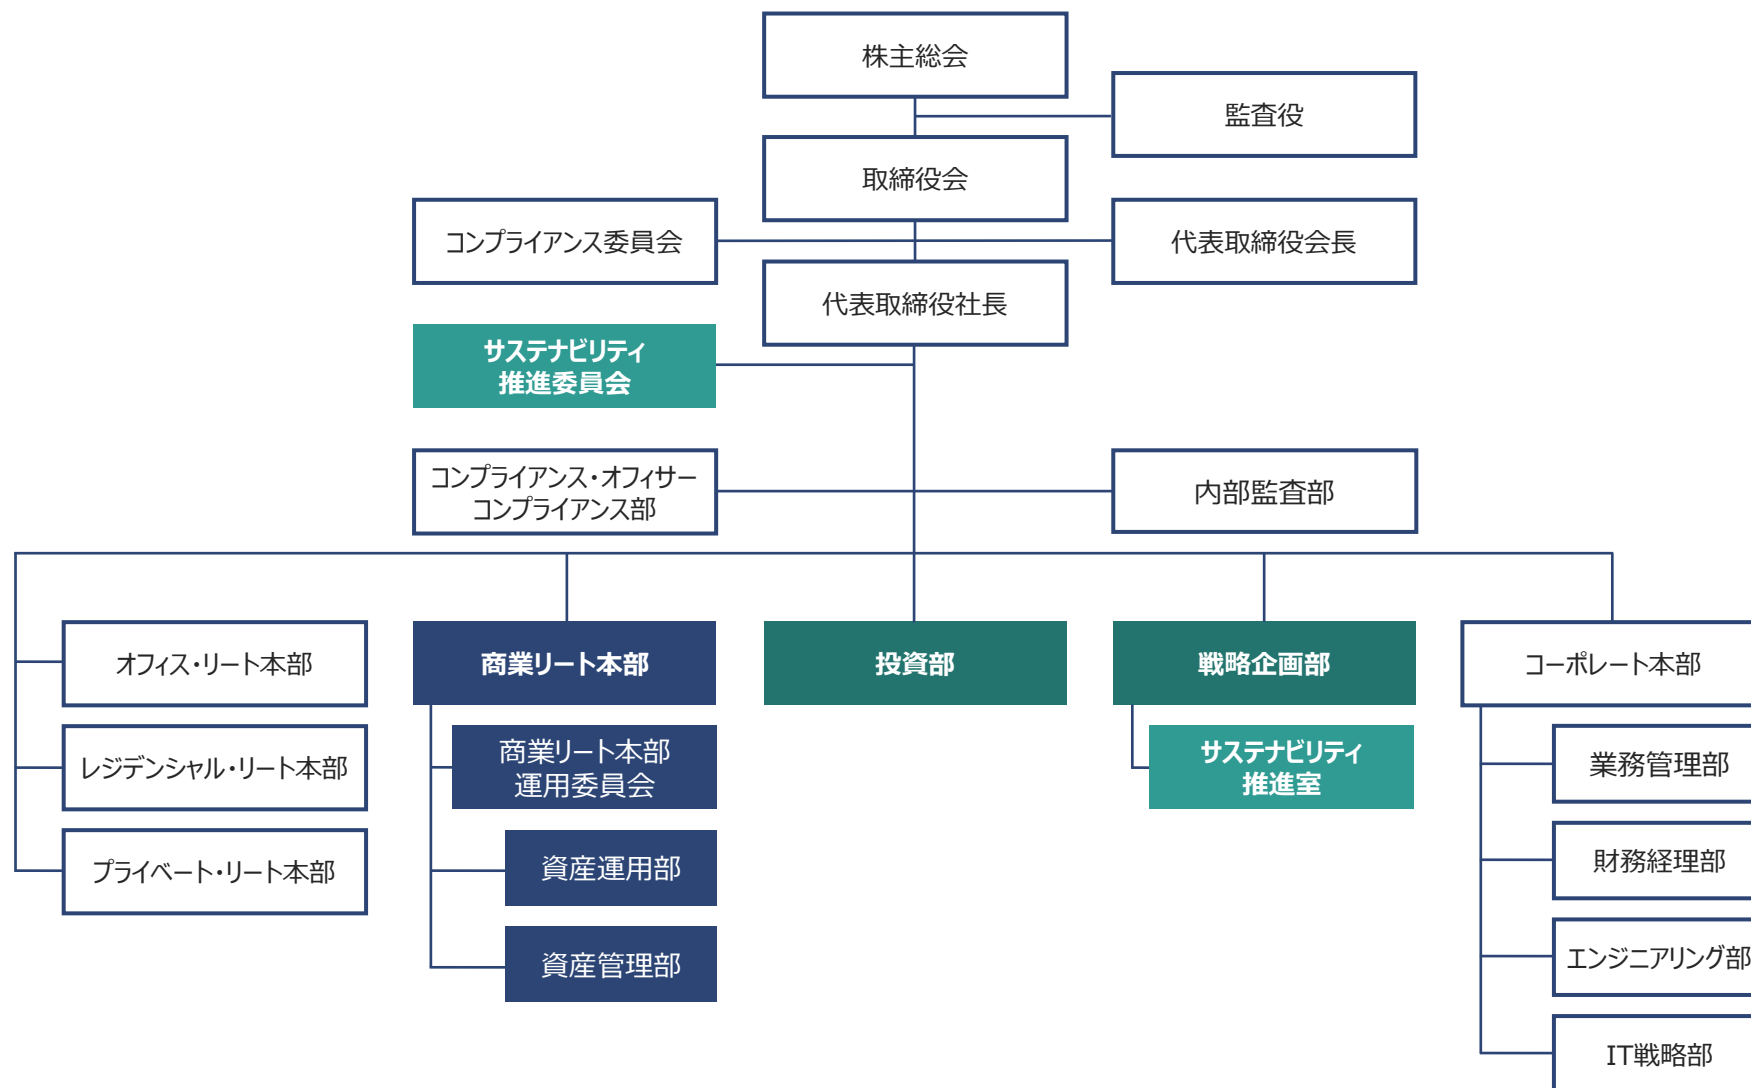 株主総会
監査役
取締役会
コンプライアンス委員会
代表取締役会長
代表取締役社長
サステナビリティ
推進委員会
コンプライアンス・オフィサー
コンプライアンス部
内部監査部
オフィス・リート本部
レジデンシャル・リート本部
プライベート・リート本部
商業リート本部
商業リート本部
運用委員会
資産運用部
資産管理部
投資部
戦略企画部
サステナビリティ
推進室
コーポレート本部
業務管理部
財務経理部
エンジニアリング部
IT戦略部